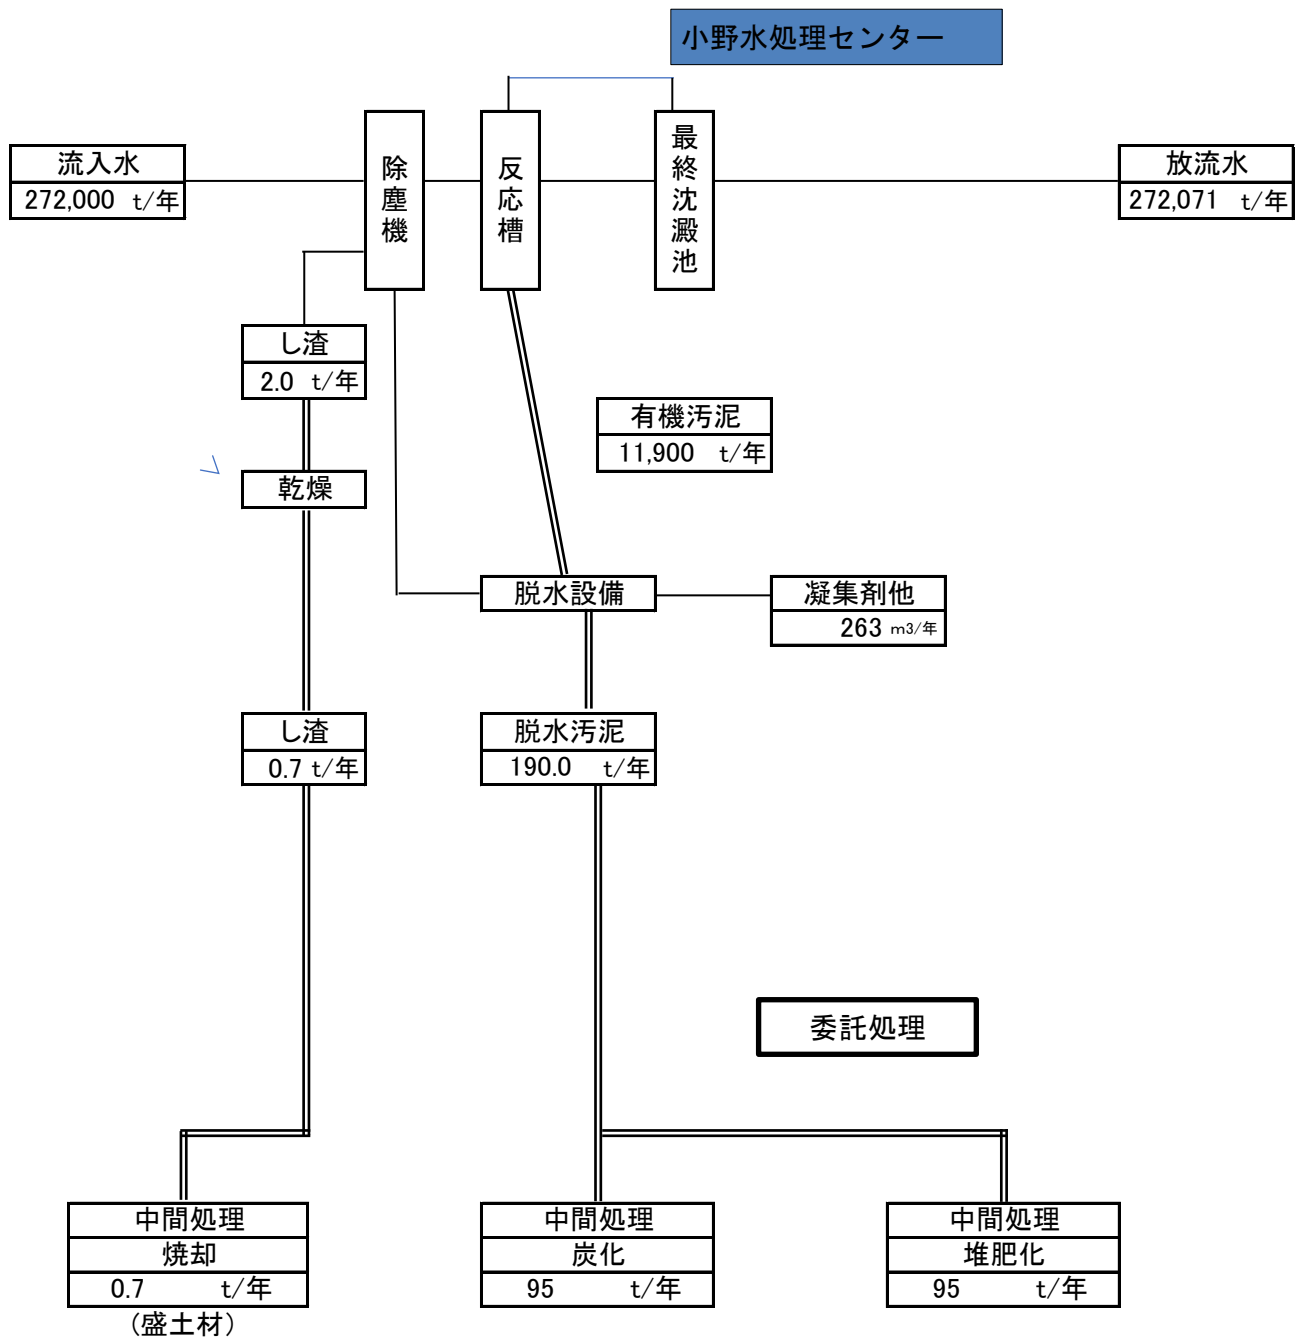 小野水処理センター
流入水
272,000 t/年
除塵機
反応槽
最終沈澱池
放流水
272,071 t/年
し渣
2.0 t/年
有機汚泥
11,900 t/年
乾燥
脱水設備
凝集剤他
263 m3/年
し渣
0.7 t/年
脱水汚泥
190.0 t/年
委託処理
中間処理
焼却
0.7 t/年
(盛土材)
中間処理
炭化
95 t/年
中間処理
堆肥化
95 t/年